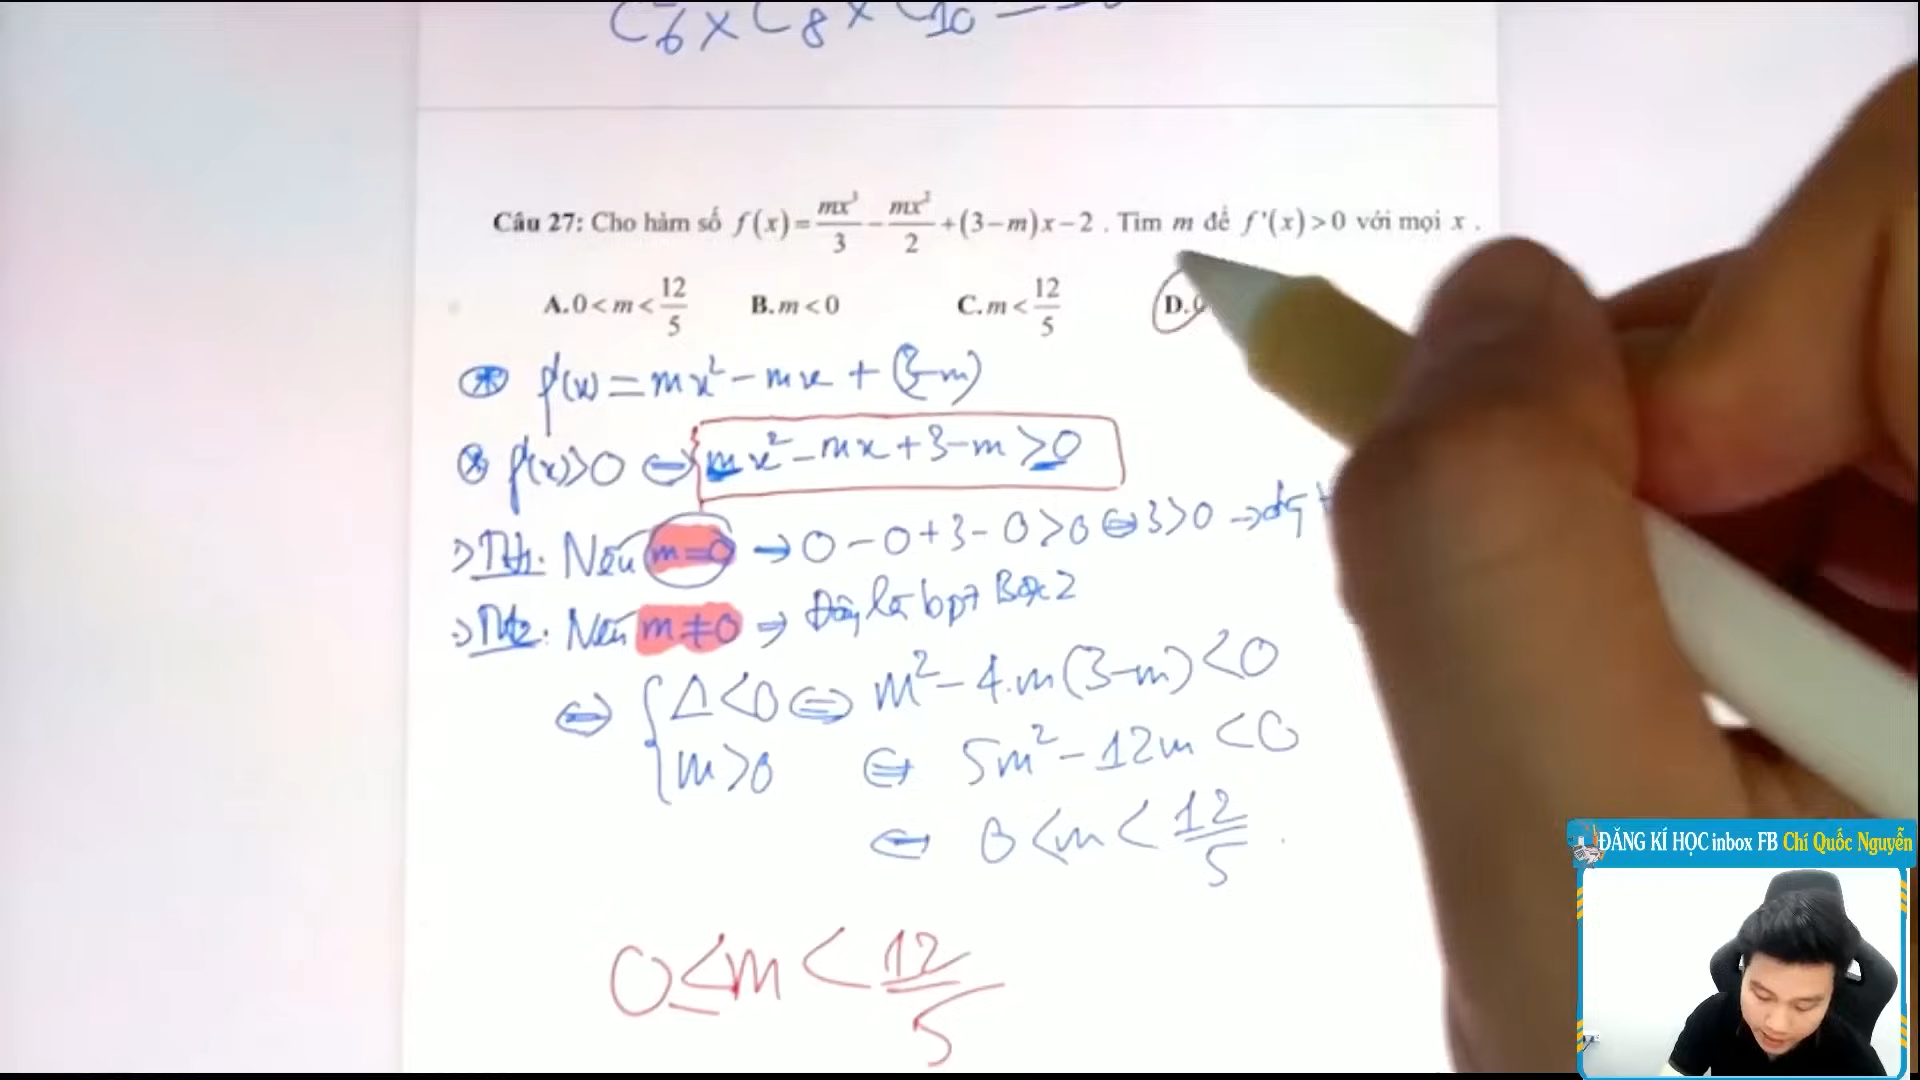 C₆ × C₈ × C₁₀
Câu 27: Cho hàm số f(x) = mx³/3 − mx²/2 + (3−m)x − 2 . Tìm m để f'(x) > 0 với mọi x .
A. 0 < m < 12/5 B. m < 0 C. m < 12/5 D.
f'(x) = mx² − mx + (3−m)
f'(x) > 0 ⇔ mx² − mx + 3 − m > 0
Th1. Nếu m = 0 → 0 − 0 + 3 − 0 > 0 ⇔ 3 > 0 →
Th2. Nếu m ≠ 0 ⇒ Đây là bpt Bậc 2
⇔ { Δ < 0 ⇔ m² − 4.m(3−m) < 0
m > 0 ⇔ 5m² − 12m < 0
⇔ 0 < m < 12/5 .
0 ≤ m < 12/5
ĐĂNG KÍ HỌC inbox FB Chí Quốc Nguyễn